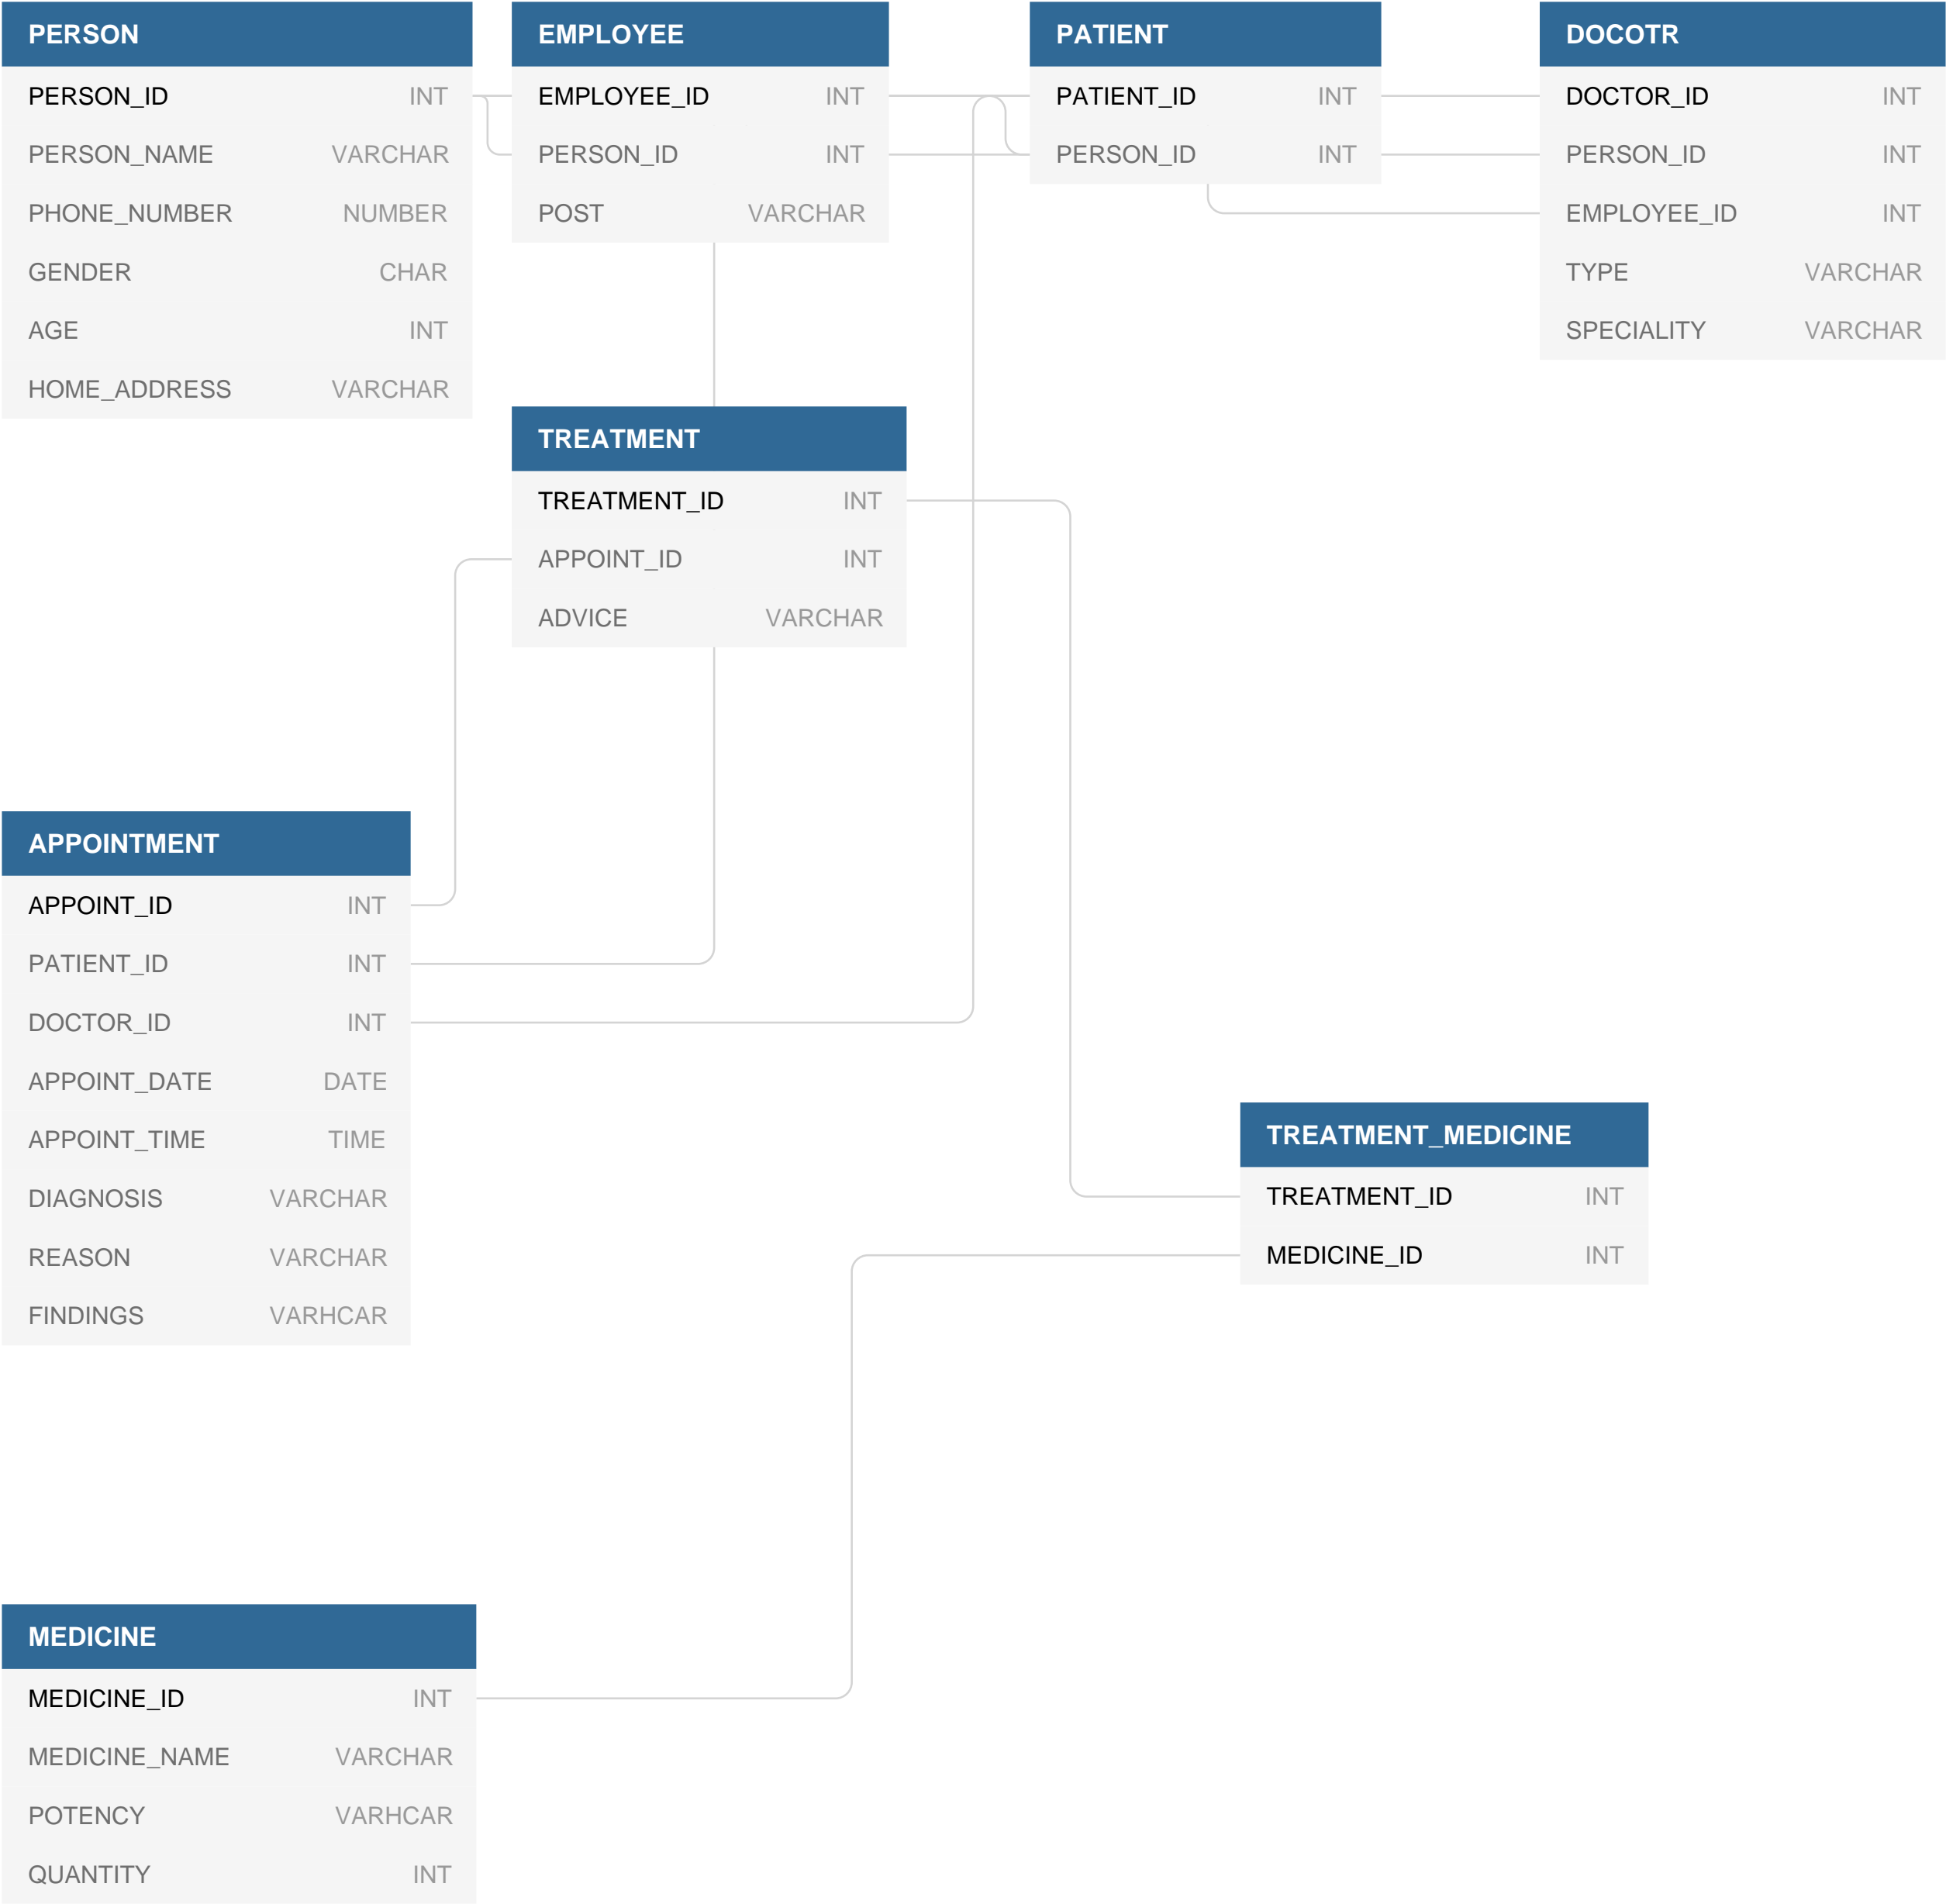 PERSON
PERSON_ID INT
PERSON_NAME VARCHAR
PHONE_NUMBER NUMBER
GENDER CHAR
AGE INT
HOME_ADDRESS VARCHAR
EMPLOYEE
EMPLOYEE_ID INT
PERSON_ID INT
POST VARCHAR
PATIENT
PATIENT_ID INT
PERSON_ID INT
DOCOTR
DOCTOR_ID INT
PERSON_ID INT
EMPLOYEE_ID INT
TYPE VARCHAR
SPECIALITY VARCHAR
TREATMENT
TREATMENT_ID INT
APPOINT_ID INT
ADVICE VARCHAR
APPOINTMENT
APPOINT_ID INT
PATIENT_ID INT
DOCTOR_ID INT
APPOINT_DATE DATE
APPOINT_TIME TIME
DIAGNOSIS VARCHAR
REASON VARCHAR
FINDINGS VARHCAR
TREATMENT_MEDICINE
TREATMENT_ID INT
MEDICINE_ID INT
MEDICINE
MEDICINE_ID INT
MEDICINE_NAME VARCHAR
POTENCY VARHCAR
QUANTITY INT